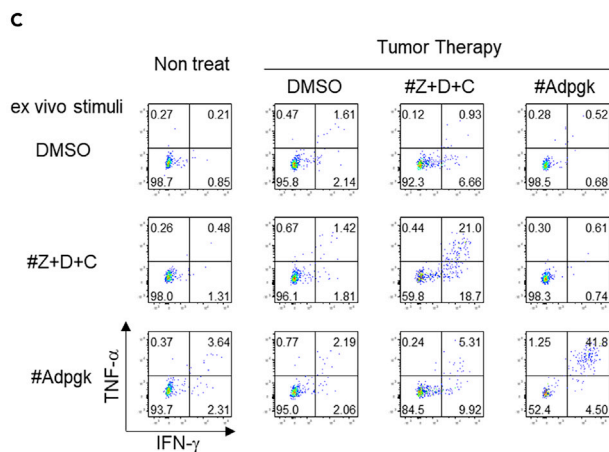 C
Tumor Therapy
Non treat
DMSO #Z+D+C #Adpgk
ex vivo stimuli
DMSO
0.27 0.21 0.47 1.61 0.12 0.93 0.28 0.52
98.7 0.85 95.8 2.14 92.3 6.66 98.5 0.68
#Z+D+C
0.26 0.48 0.67 1.42 0.44 21.0 0.30 0.61
98.0 1.31 96.1 1.81 59.8 18.7 98.3 0.74
#Adpgk
0.37 3.64 0.77 2.19 0.24 5.31 1.25 41.8
93.7 2.31 95.0 2.06 84.5 9.92 52.4 4.50
TNF-α
IFN-γ